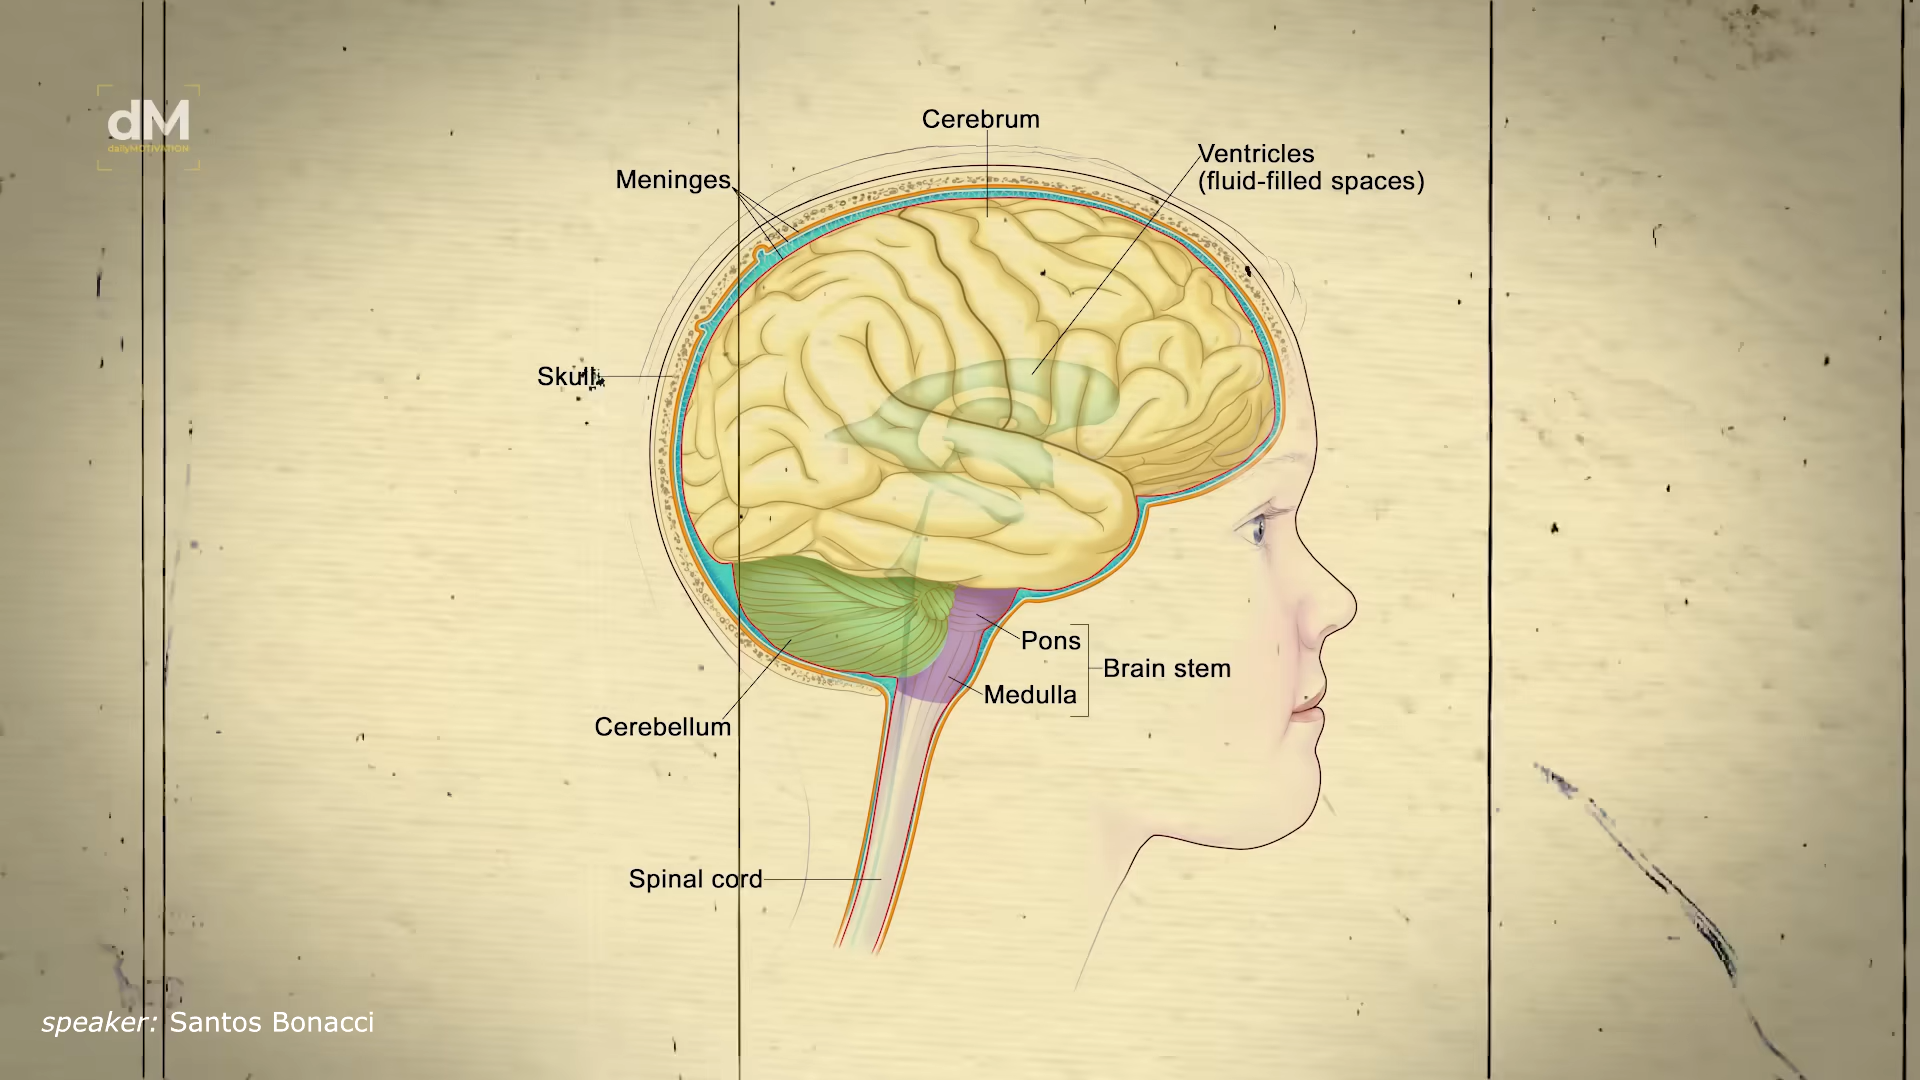 dM
dailyMOTIVATION
Cerebrum
Ventricles
(fluid-filled spaces)
Meninges
Skull
Pons
Brain stem
Medulla
Cerebellum
Spinal cord
speaker: Santos Bonacci